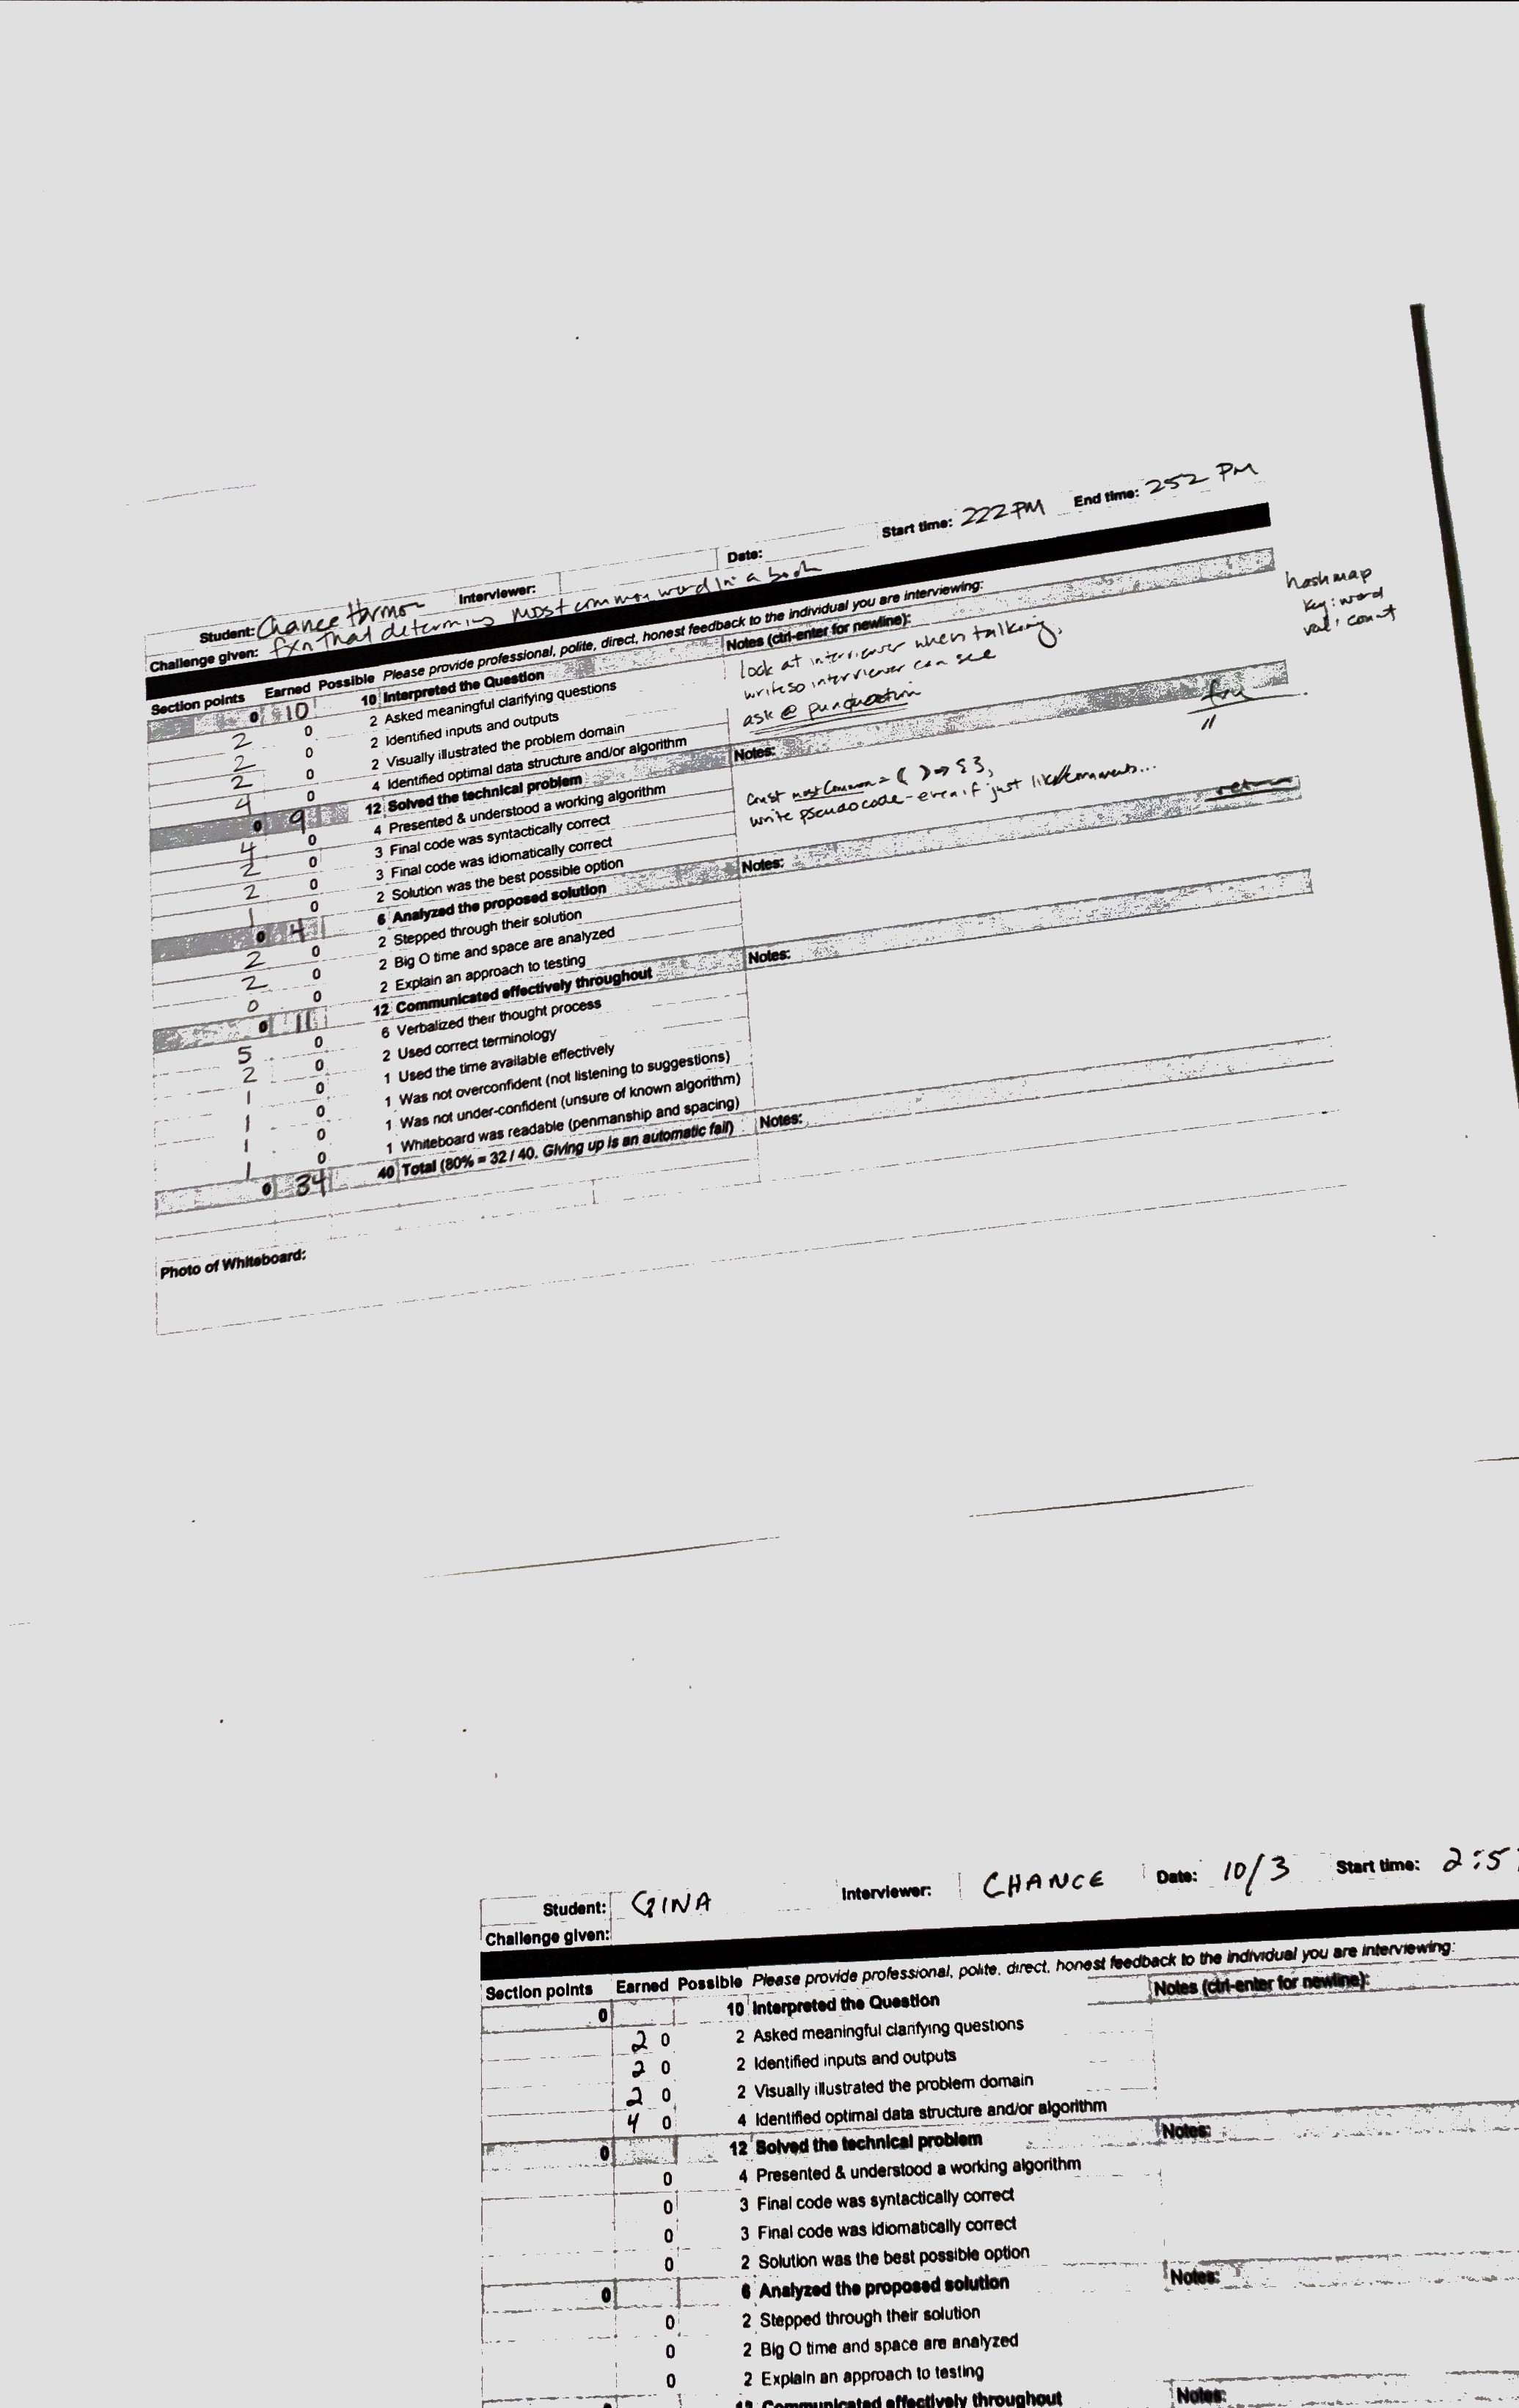 Student: Chance Harmon Interviewer: Date: Start time: 222 PM End time: 252 PM
Challenge given: fxn that determins most common word in a book
Section points Earned Possible Please provide professional, polite, direct, honest feedback to the individual you are interviewing:
0 10 10 Interpreted the Question Notes (ctrl-enter for newline):
2 0 2 Asked meaningful clarifying questions
2 0 2 Identified inputs and outputs
2 0 2 Visually illustrated the problem domain
4 0 4 Identified optimal data structure and/or algorithm
look at interviewer when talking,
write so interviewer can see
ask @ punctuation
hashmap
key: word
val: count
0 9 12 Solved the technical problem Notes:
4 0 4 Presented & understood a working algorithm
2 0 3 Final code was syntactically correct
2 0 3 Final code was idiomatically correct
1 0 2 Solution was the best possible option
const mostCommon = ( ) => { },
write pseudocode - even if just like comments...
0 4 6 Analyzed the proposed solution Notes:
2 0 2 Stepped through their solution
2 0 2 Big O time and space are analyzed
0 0 2 Explain an approach to testing
0 11 12 Communicated effectively throughout Notes:
5 0 6 Verbalized their thought process
2 0 2 Used correct terminology
1 0 1 Used the time available effectively
1 0 1 Was not overconfident (not listening to suggestions)
1 0 1 Was not under-confident (unsure of known algorithm)
1 0 1 Whiteboard was readable (penmanship and spacing)
0 34 40 Total (80% = 32 / 40. Giving up is an automatic fail) Notes:
Photo of Whiteboard:
Student: GINA Interviewer: CHANCE Date: 10/3 Start time: 2:5
Challenge given:
Section points Earned Possible Please provide professional, polite, direct, honest feedback to the individual you are interviewing:
0 10 Interpreted the Question Notes (ctrl-enter for newline):
2 0 2 Asked meaningful clarifying questions
2 0 2 Identified inputs and outputs
2 0 2 Visually illustrated the problem domain
4 0 4 Identified optimal data structure and/or algorithm
0 12 Solved the technical problem Notes:
0 4 Presented & understood a working algorithm
0 3 Final code was syntactically correct
0 3 Final code was idiomatically correct
0 2 Solution was the best possible option
0 6 Analyzed the proposed solution Notes:
0 2 Stepped through their solution
0 2 Big O time and space are analyzed
0 2 Explain an approach to testing
0 12 Communicated effectively throughout Notes: